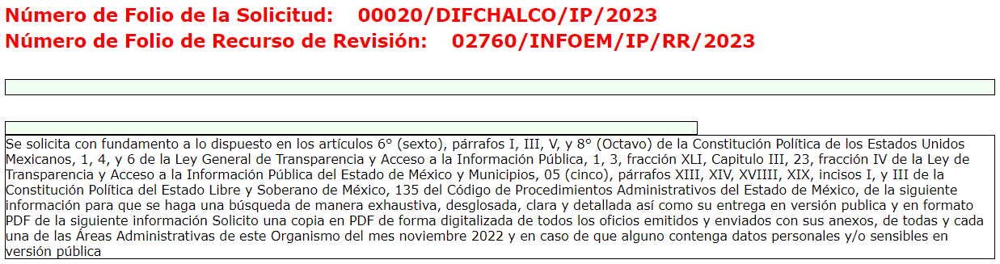 Número de Folio de la Solicitud: 00020/DIFCHALCO/IP/2023
Número de Folio de Recurso de Revisión: 02760/INFOEM/IP/RR/2023
Se solicita con fundamento a lo dispuesto en los artículos 6° (sexto), párrafos I, III, V, y 8° (Octavo) de la Constitución Política de los Estados Unidos
Mexicanos, 1, 4, y 6 de la Ley General de Transparencia y Acceso a la Información Pública, 1, 3, fracción XLI, Capitulo III, 23, fracción IV de la Ley de
Transparencia y Acceso a la Información Pública del Estado de México y Municipios, 05 (cinco), párrafos XIII, XIV, XVIIII, XIX, incisos I, y III de la
Constitución Política del Estado Libre y Soberano de México, 135 del Código de Procedimientos Administrativos del Estado de México, de la siguiente
información para que se haga una búsqueda de manera exhaustiva, desglosada, clara y detallada así como su entrega en versión publica y en formato
PDF de la siguiente información Solicito una copia en PDF de forma digitalizada de todos los oficios emitidos y enviados con sus anexos, de todas y cada
una de las Áreas Administrativas de este Organismo del mes noviembre 2022 y en caso de que alguno contenga datos personales y/o sensibles en
versión pública